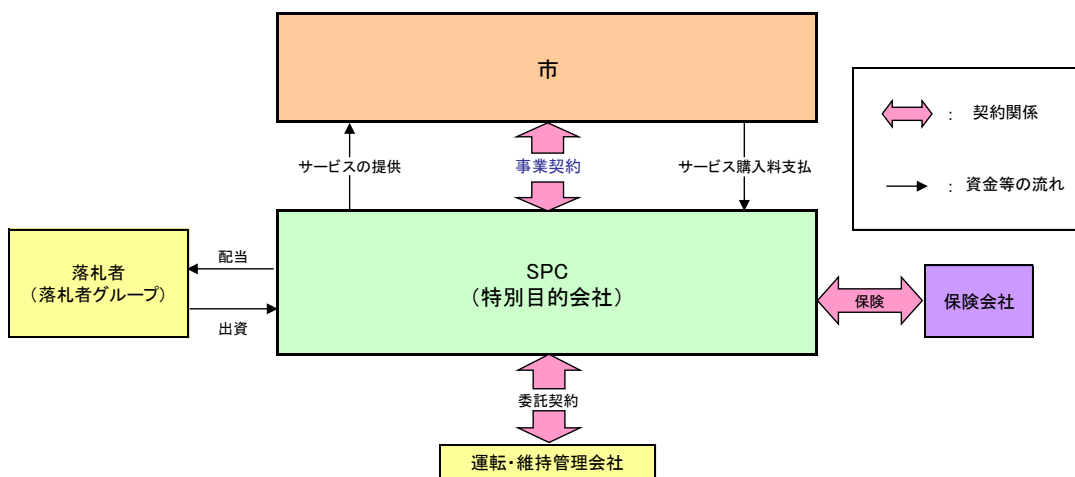 市
： 契約関係
： 資金等の流れ
サービスの提供
事業契約
サービス購入料支払
落札者
（落札者グループ）
配当
出資
SPC
（特別目的会社）
保険
保険会社
委託契約
運転・維持管理会社